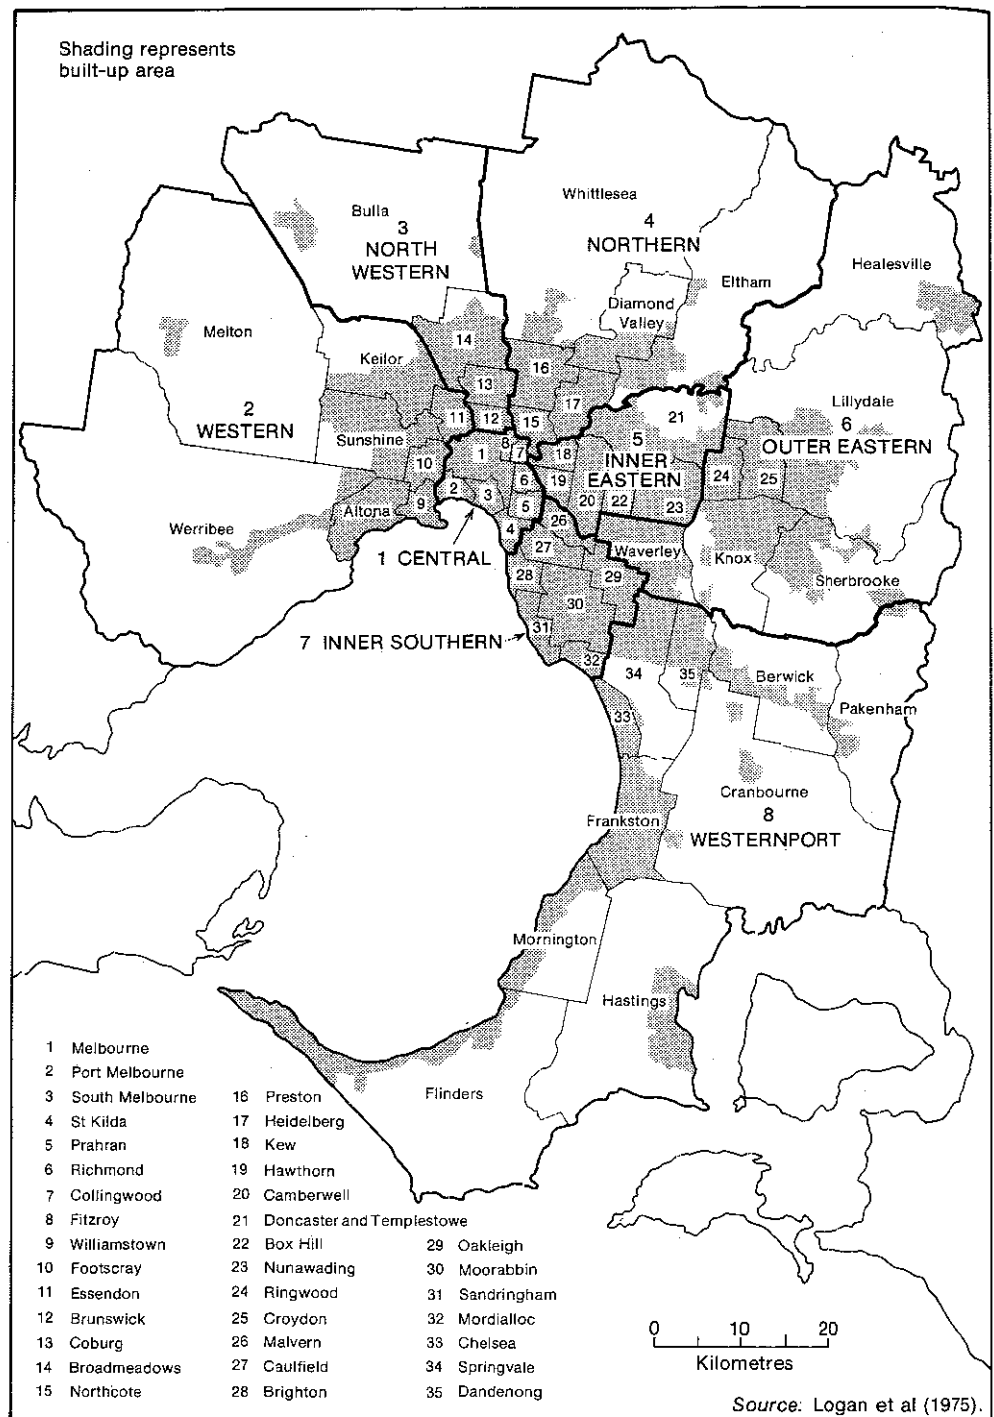 Shading represents
built-up area
Whittlesea
4
NORTHERN
Bulla
3
NORTH
WESTERN
Healesville
Eltham
Diamond
Valley
Melton
Keilor
14
16
13
17
2
WESTERN
11
12
15
21
Lillydale
6
OUTER EASTERN
5
INNER
EASTERN
Sunshine
8
1
7
18
10
6
19
24
25
2
3
20
22
23
9
5
Altona
4
26
Werribee
1 CENTRAL
27
Waverley
Knox
28
29
Sherbrooke
30
31
7 INNER SOUTHERN
32
34
35
Berwick
33
Pakenham
Cranbourne
8
WESTERNPORT
Frankston
Mornington
Hastings
Flinders
1 Melbourne
2 Port Melbourne
3 South Melbourne
4 St Kilda
5 Prahran
6 Richmond
7 Collingwood
8 Fitzroy
9 Williamstown
10 Footscray
11 Essendon
12 Brunswick
13 Coburg
14 Broadmeadows
15 Northcote
16 Preston
17 Heidelberg
18 Kew
19 Hawthorn
20 Camberwell
21 Doncaster and Templestowe
22 Box Hill
23 Nunawading
24 Ringwood
25 Croydon
26 Malvern
27 Caulfield
28 Brighton
29 Oakleigh
30 Moorabbin
31 Sandringham
32 Mordialloc
33 Chelsea
34 Springvale
35 Dandenong
0 10 20
Kilometres
Source: Logan et al (1975).